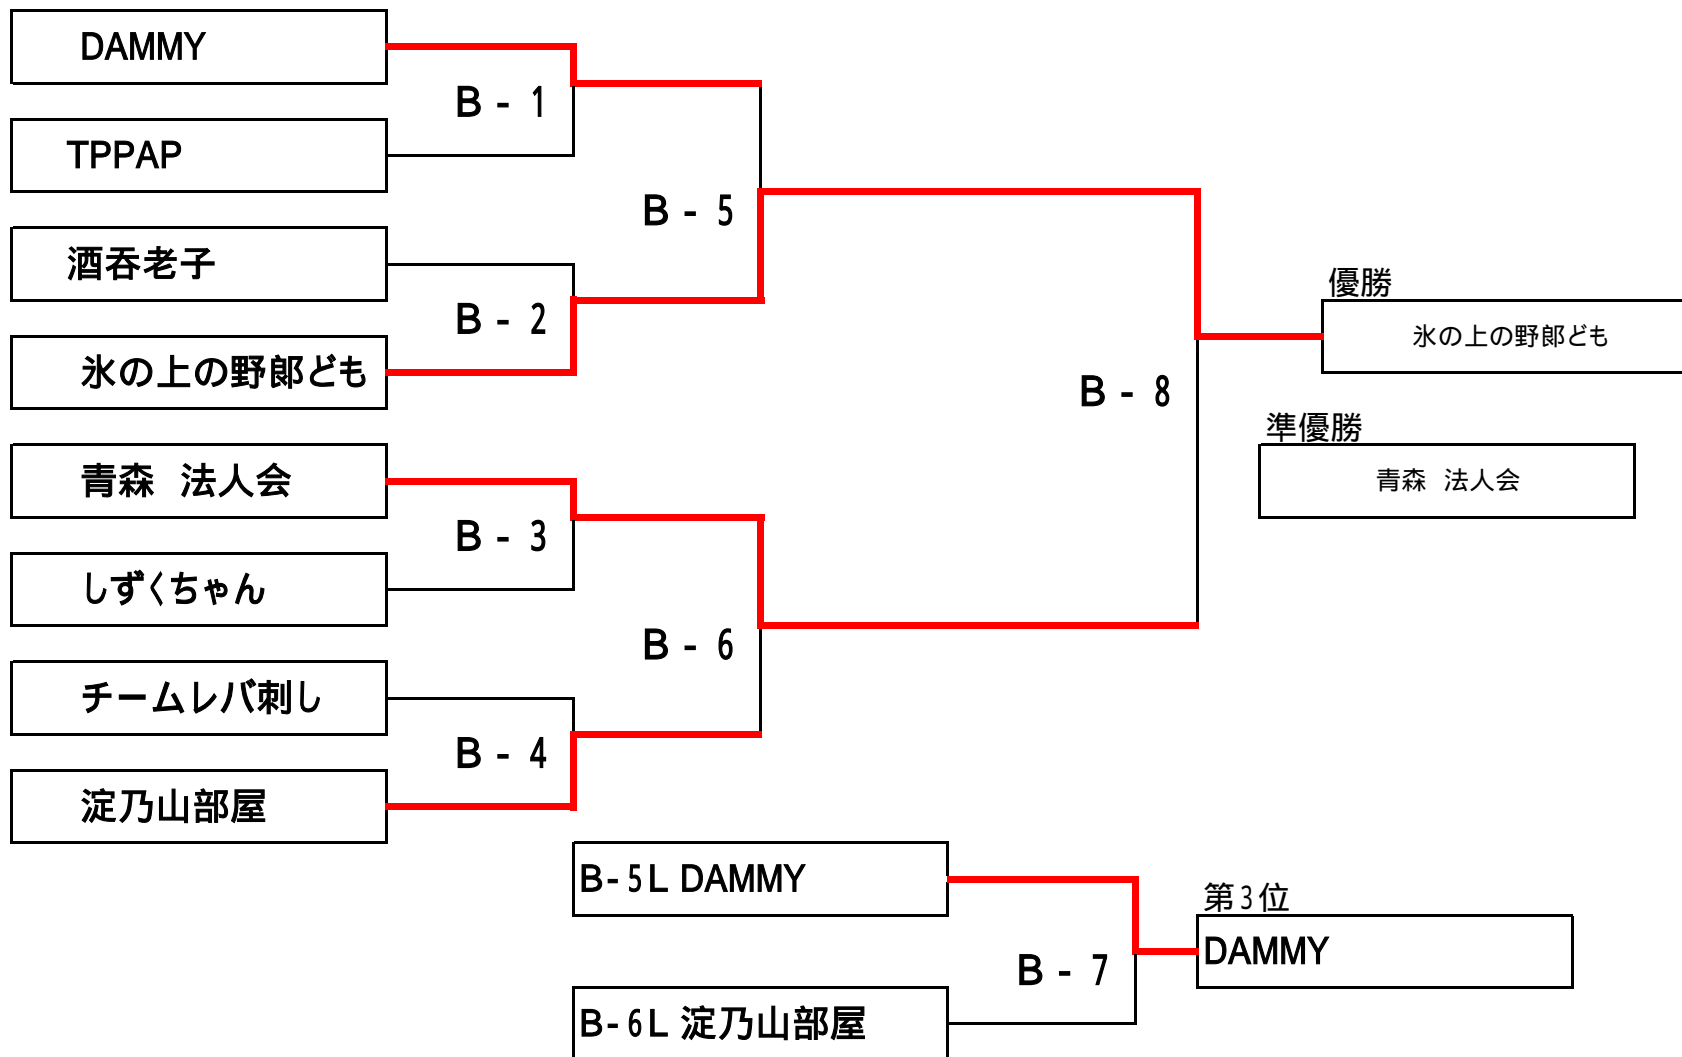 DAMMY
B - 1
TPPAP
B - 5
酒呑老子
B - 2
氷の上の野郎ども
優勝
氷の上の野郎ども
B - 8
準優勝
青森 法人会
青森 法人会
B - 3
しずくちゃん
B - 6
チームレバ刺し
B - 4
淀乃山部屋
B-5L DAMMY
第3位
DAMMY
B - 7
B-6L 淀乃山部屋